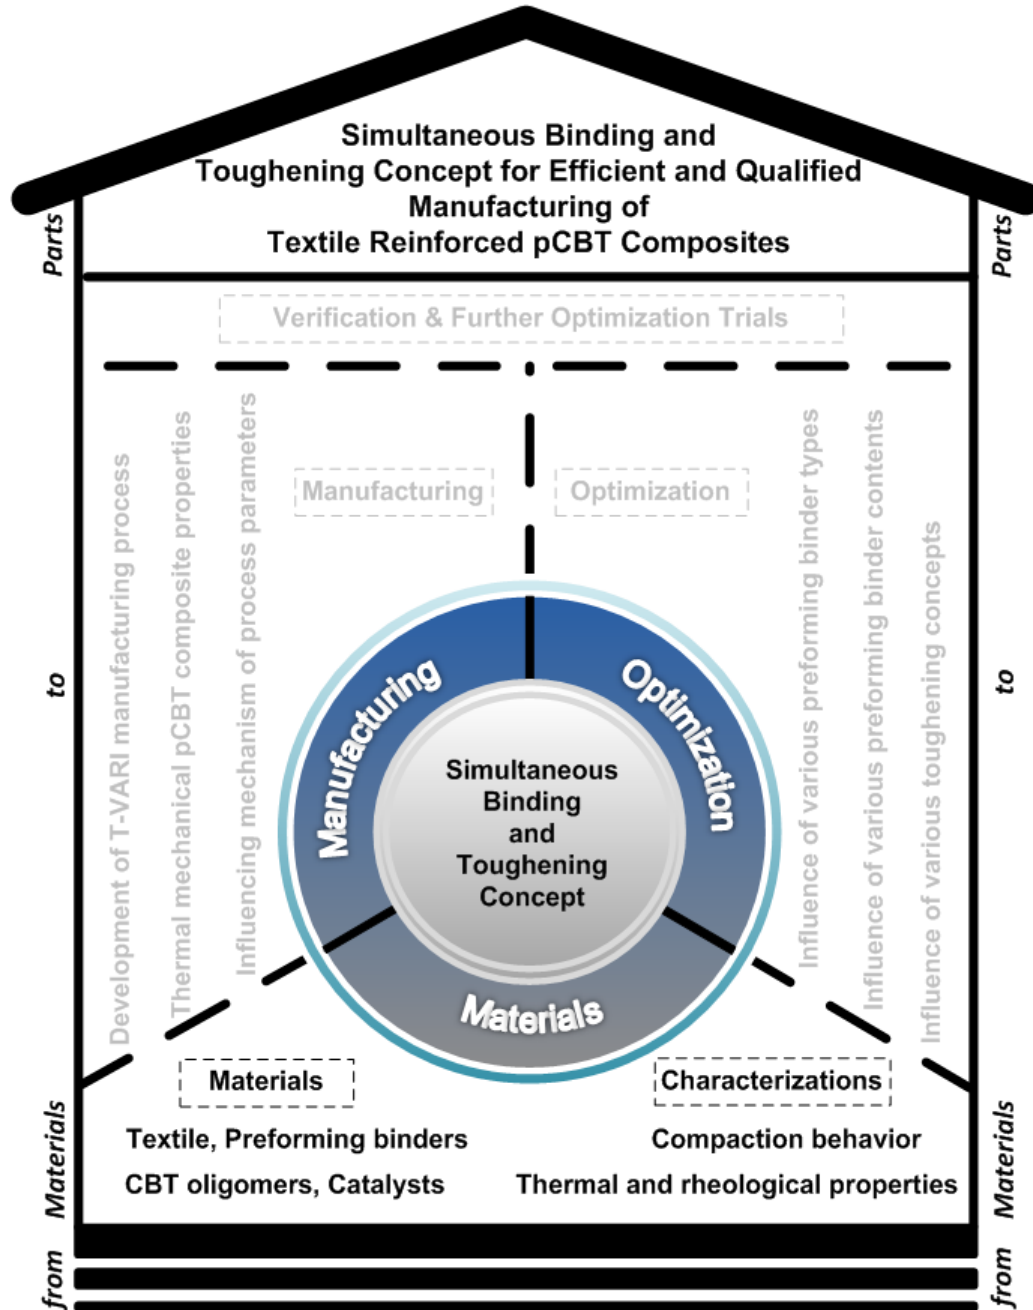 Simultaneous Binding and
Toughening Concept for Efficient and Qualified
Manufacturing of
Textile Reinforced pCBT Composites
Parts
Parts
Verification & Further Optimization Trials
Manufacturing
Optimization
Development of T-VARI manufacturing process
Thermal mechanical pCBT composite properties
Influencing mechanism of process parameters
Influence of various preforming binder types
Influence of various preforming binder contents
Influence of various toughening concepts
to
to
Manufacturing
Optimization
Materials
Simultaneous
Binding
and
Toughening
Concept
Materials
Characterizations
Textile, Preforming binders
Compaction behavior
CBT oligomers, Catalysts
Thermal and rheological properties
Materials
Materials
from
from